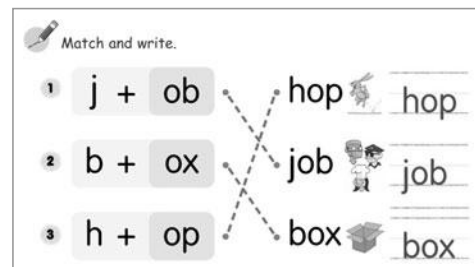 Match and write.
1 j + ob hop hop
2 b + ox job job
3 h + op box box